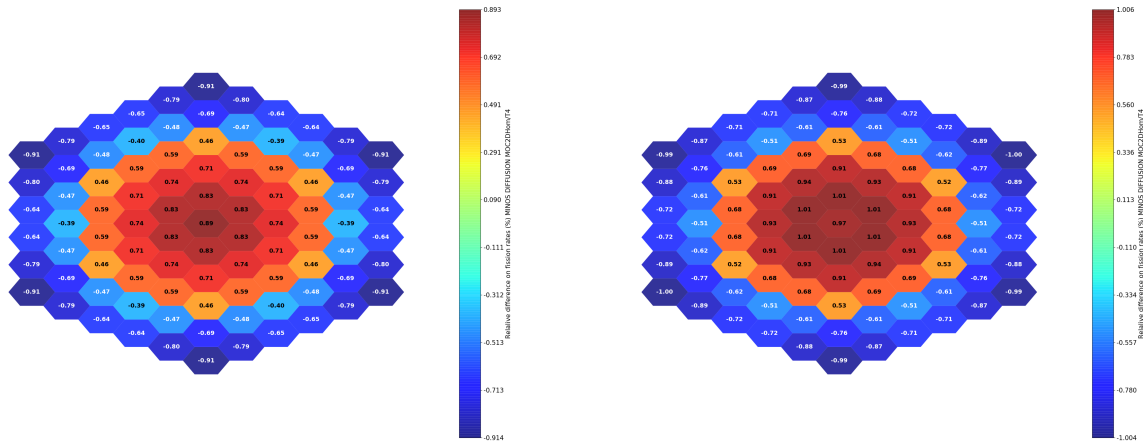 -0.91
-0.79 -0.80
-0.65 -0.69 -0.64
-0.65 -0.48 -0.47 -0.64
-0.79 -0.40 0.46 -0.39 -0.79
-0.91 -0.48 0.59 0.59 -0.47 -0.91
-0.69 0.59 0.71 0.59 -0.69
-0.80 0.46 0.74 0.74 0.46 -0.79
-0.47 0.71 0.83 0.71 -0.47
-0.64 0.59 0.83 0.83 0.59 -0.64
-0.39 0.74 0.89 0.74 -0.39
-0.64 0.59 0.83 0.83 0.59 -0.64
-0.47 0.71 0.83 0.71 -0.47
-0.79 0.46 0.74 0.74 0.46 -0.80
-0.69 0.59 0.71 0.59 -0.69
-0.91 -0.47 0.59 0.59 -0.48 -0.91
-0.79 -0.39 0.46 -0.40 -0.79
-0.64 -0.47 -0.48 -0.65
-0.64 -0.69 -0.65
-0.80 -0.79
-0.91
0.893
0.692
0.491
0.291
0.090
-0.111
-0.312
-0.513
-0.713
-0.914
Relative difference on fission rates (%) MINOS DIFFUSION MOC2DHom/T4
-0.99
-0.87 -0.88
-0.71 -0.76 -0.72
-0.71 -0.61 -0.61 -0.72
-0.87 -0.51 0.53 -0.51 -0.89
-0.99 -0.61 0.69 0.68 -0.62 -1.00
-0.76 0.69 0.91 0.68 -0.77
-0.88 0.53 0.94 0.93 0.52 -0.89
-0.61 0.91 1.01 0.91 -0.62
-0.72 0.68 1.01 1.01 0.68 -0.72
-0.51 0.93 0.97 0.93 -0.51
-0.72 0.68 1.01 1.01 0.68 -0.72
-0.62 0.91 1.01 0.91 -0.61
-0.89 0.52 0.93 0.94 0.53 -0.88
-0.77 0.68 0.91 0.69 -0.76
-1.00 -0.62 0.68 0.69 -0.61 -0.99
-0.89 -0.51 0.53 -0.51 -0.87
-0.72 -0.61 -0.61 -0.71
-0.72 -0.76 -0.71
-0.88 -0.87
-0.99
1.006
0.783
0.560
0.336
0.113
-0.110
-0.334
-0.557
-0.780
-1.004
Relative difference on fission rates (%) MINOS DIFFUSION MOC2DHom/T4